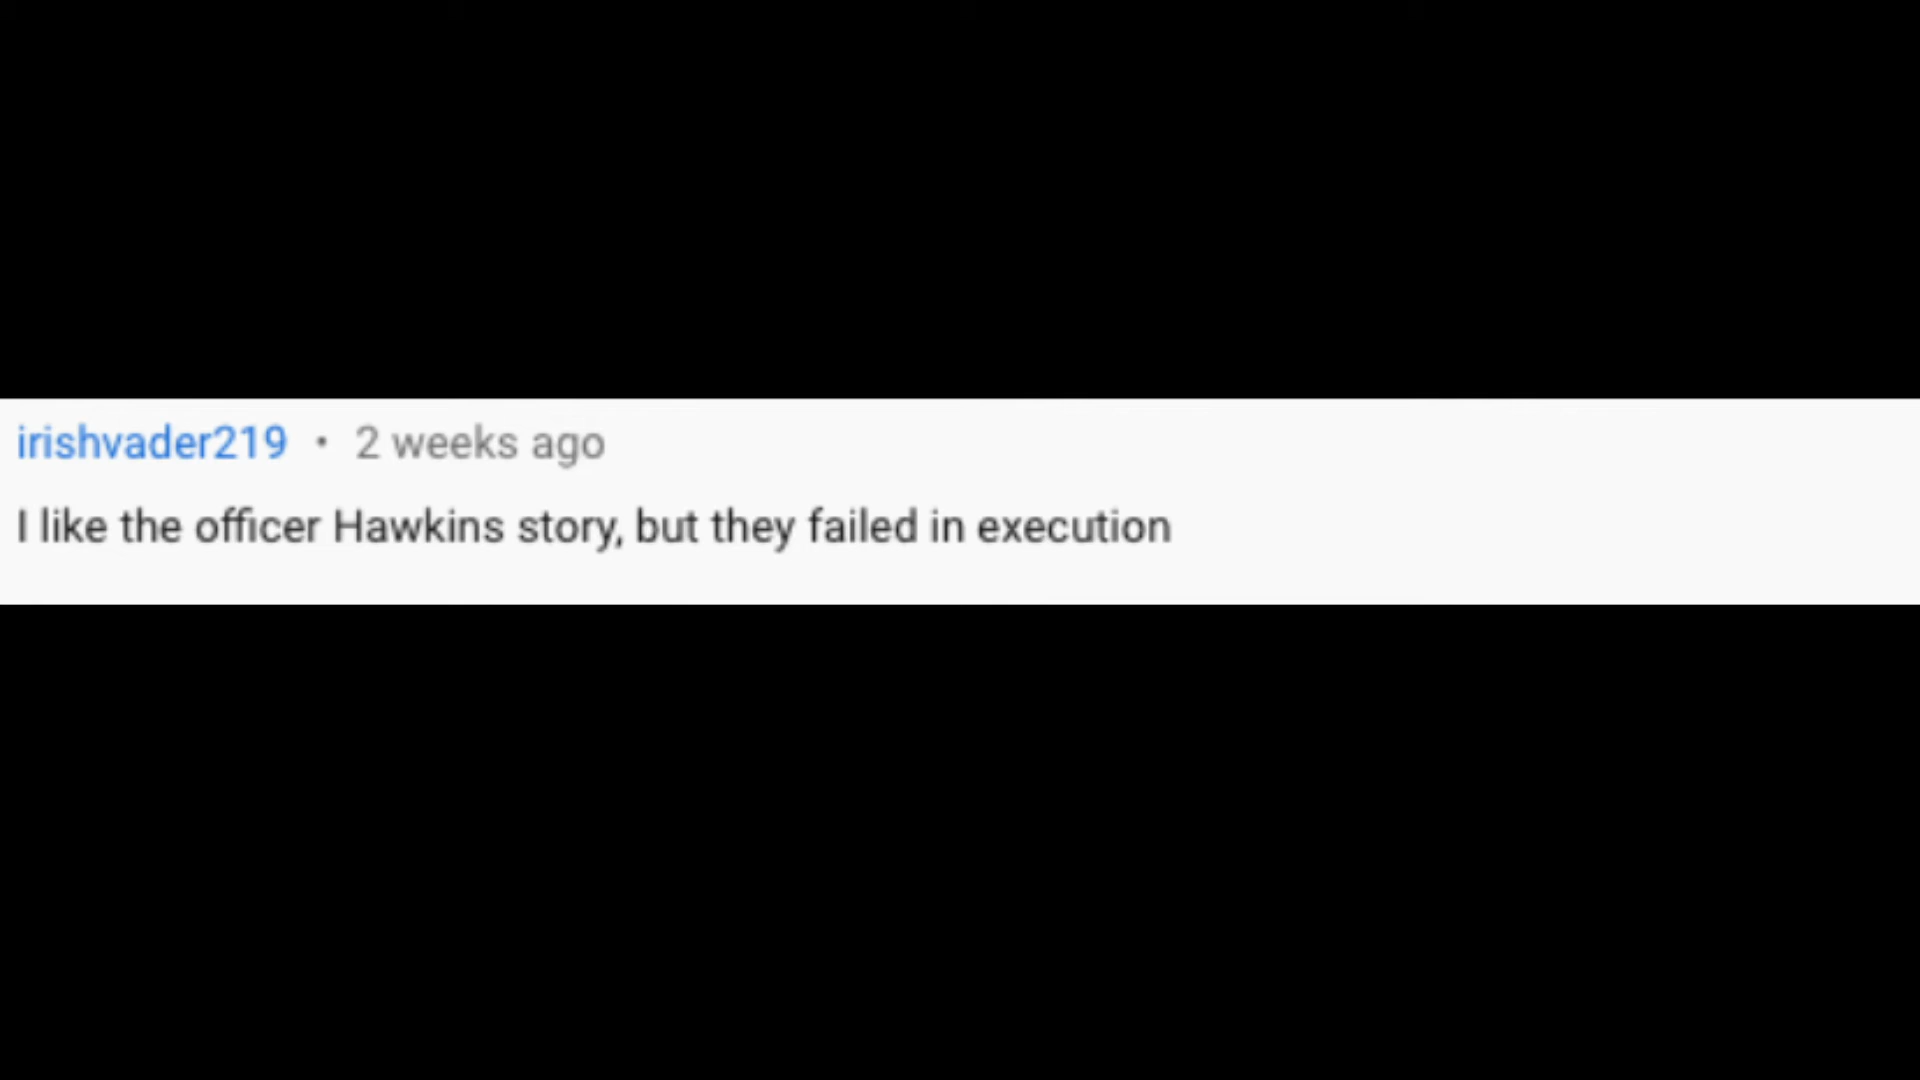 irishvader219 • 2 weeks ago
I like the officer Hawkins story, but they failed in execution